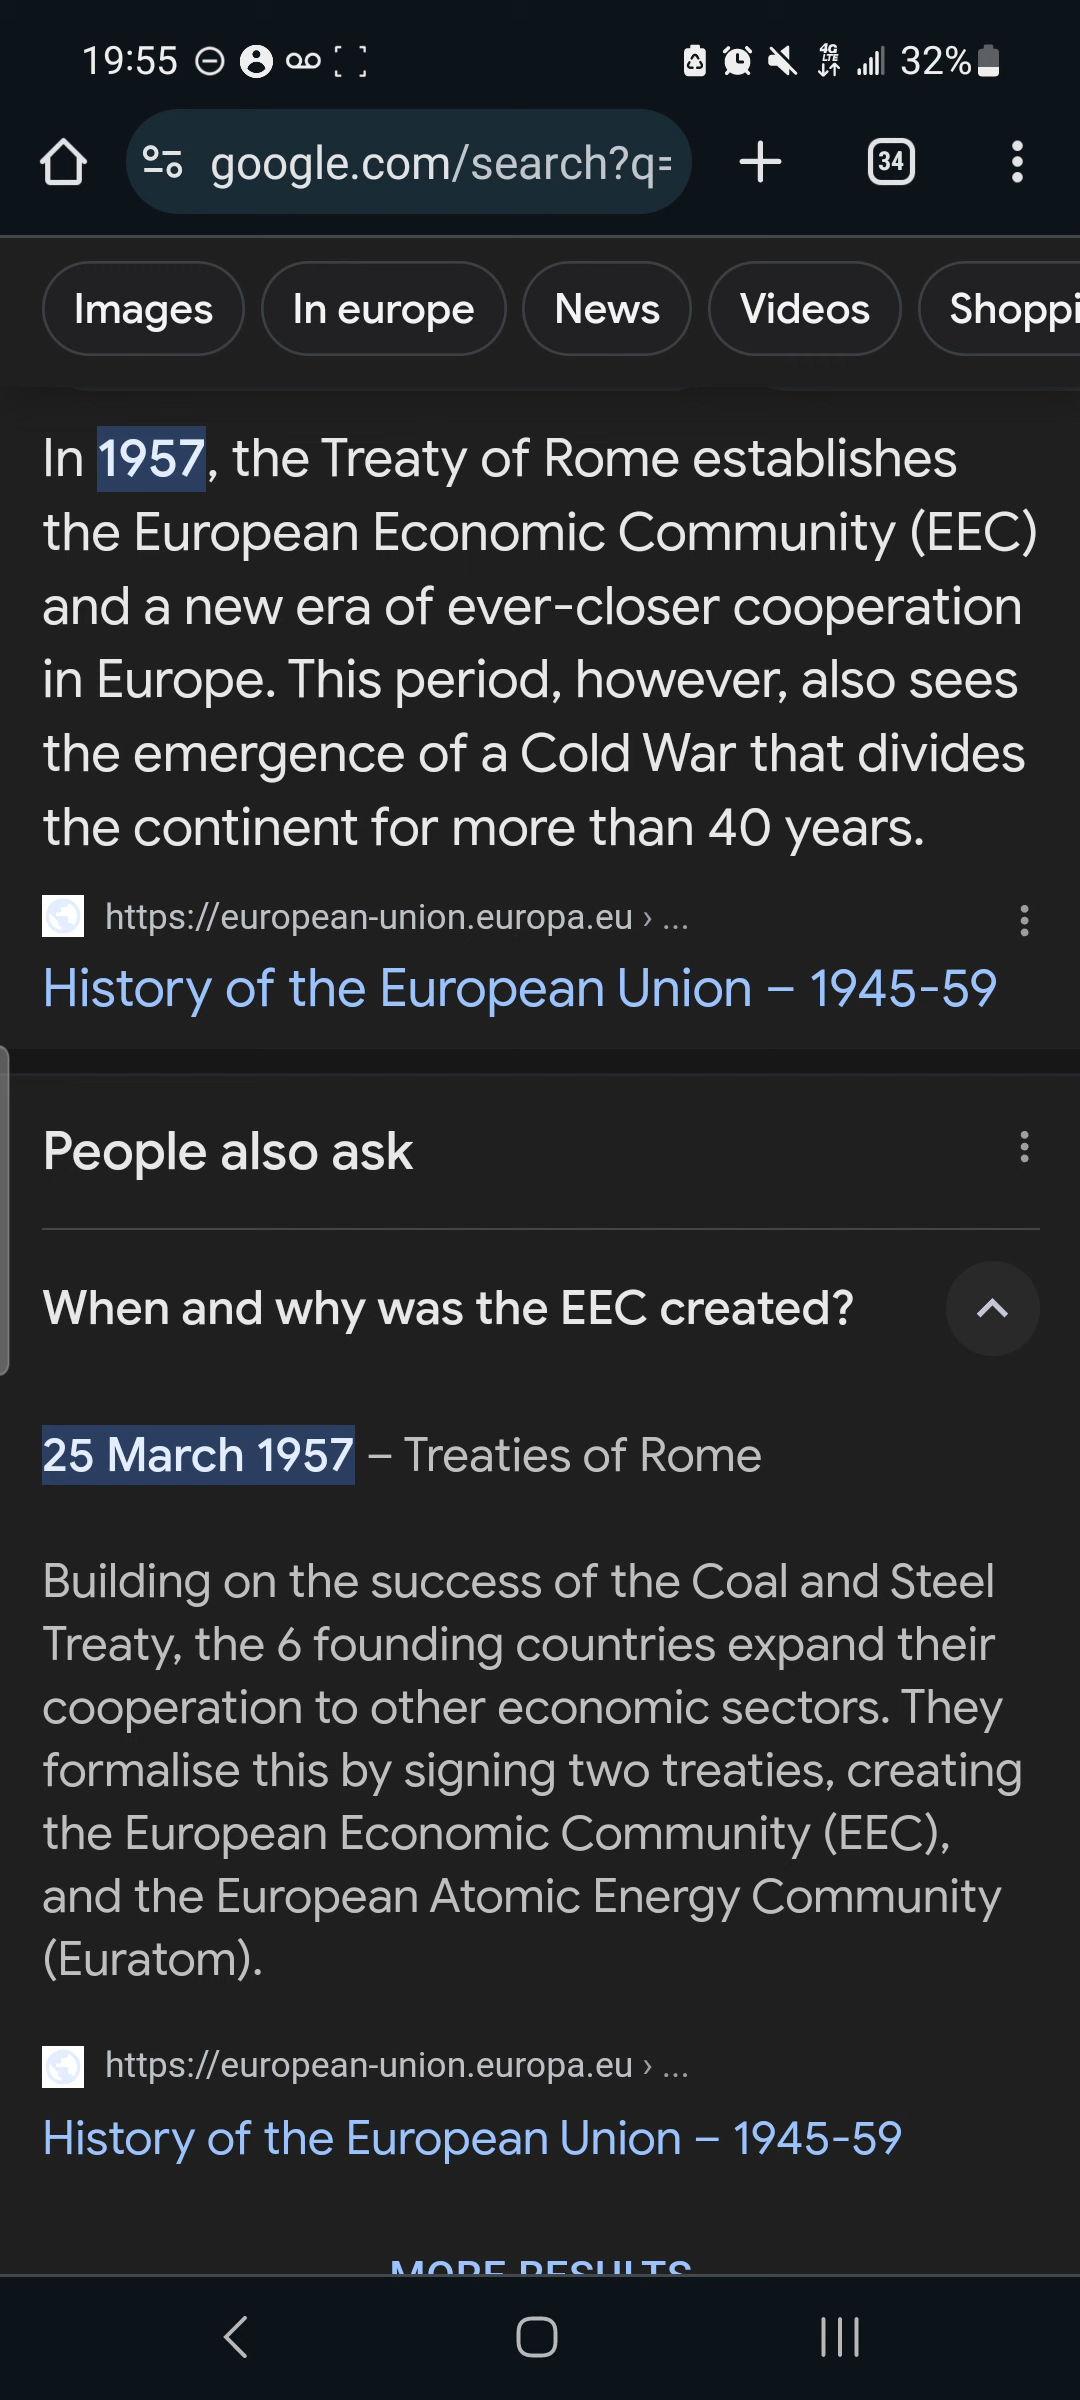 19:55
4G LTE 32%
google.com/search?q=
34
Images In europe News Videos Shoppi
In 1957, the Treaty of Rome establishes
the European Economic Community (EEC)
and a new era of ever-closer cooperation
in Europe. This period, however, also sees
the emergence of a Cold War that divides
the continent for more than 40 years.
https://european-union.europa.eu › ...
History of the European Union – 1945-59
People also ask
When and why was the EEC created?
25 March 1957 – Treaties of Rome
Building on the success of the Coal and Steel
Treaty, the 6 founding countries expand their
cooperation to other economic sectors. They
formalise this by signing two treaties, creating
the European Economic Community (EEC),
and the European Atomic Energy Community
(Euratom).
https://european-union.europa.eu › ...
History of the European Union – 1945-59
MORE RESULTS